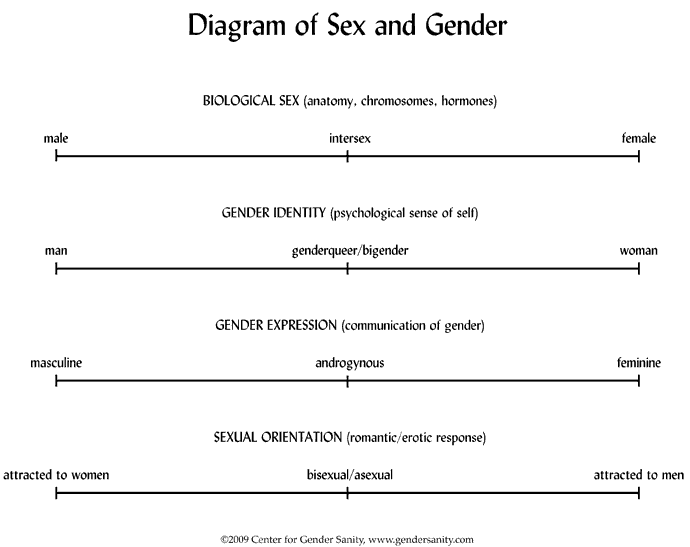 Diagram of Sex and Gender
BIOLOGICAL SEX (anatomy, chromosomes, hormones)
male intersex female
GENDER IDENTITY (psychological sense of self)
man genderqueer/bigender woman
GENDER EXPRESSION (communication of gender)
masculine androgynous feminine
SEXUAL ORIENTATION (romantic/erotic response)
attracted to women bisexual/asexual attracted to men
©2009 Center for Gender Sanity, www.gendersanity.com